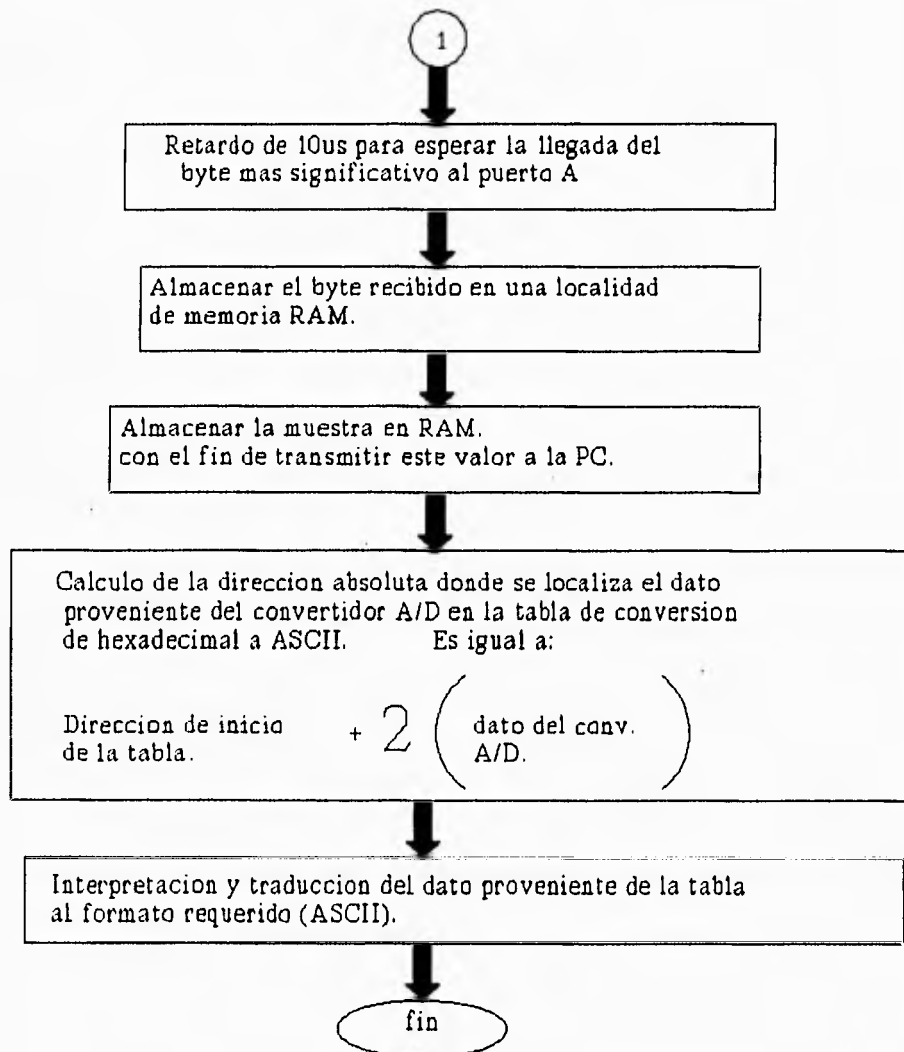 1
Retardo de 10us para esperar la llegada del
byte mas significativo al puerto A
Almacenar el byte recibido en una localidad
de memoria RAM.
Almacenar la muestra en RAM.
con el fin de transmitir este valor a la PC.
Calculo de la direccion absoluta donde se localiza el dato
proveniente del convertidor A/D en la tabla de conversion
de hexadecimal a ASCII. Es igual a:
Direccion de inicio
de la tabla.
+ 2 ( dato del conv.
A/D. )
Interpretacion y traduccion del dato proveniente de la tabla
al formato requerido (ASCII).
fin